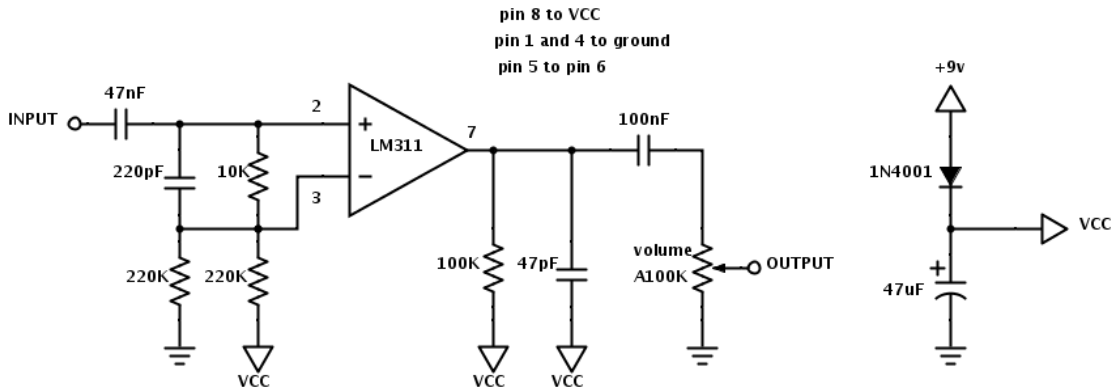 pin 8 to VCC
pin 1 and 4 to ground
pin 5 to pin 6
+9v
47nF
INPUT
2
7
100nF
+
LM311
220pF
10K
−
3
1N4001
VCC
volume
A100K
OUTPUT
220K
220K
100K
47pF
+
47uF
VCC
VCC
VCC